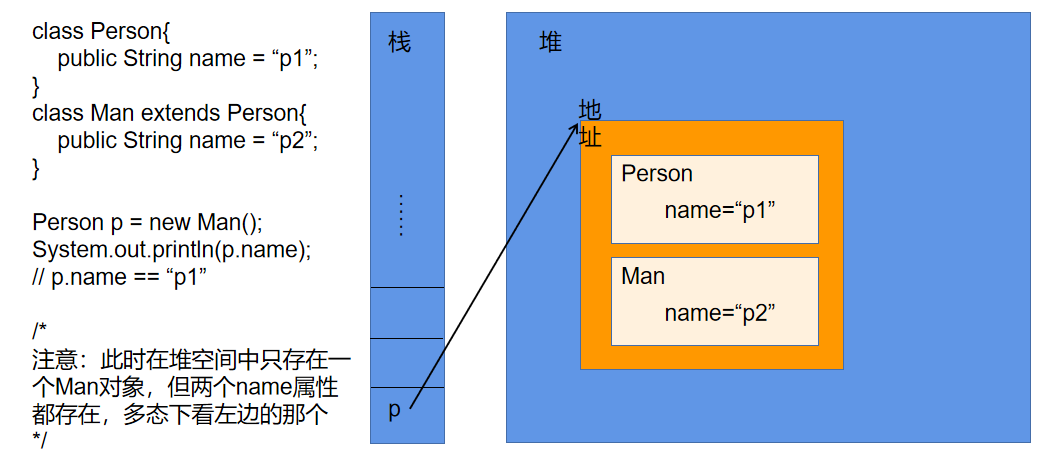 class Person{
public String name = “p1”;
}
class Man extends Person{
public String name = “p2”;
}
Person p = new Man();
System.out.println(p.name);
// p.name == “p1”
/*
注意：此时在堆空间中只存在一
个Man对象，但两个name属性
都存在，多态下看左边的那个
*/
栈
……
p
堆
地
址
Person
name=“p1”
Man
name=“p2”